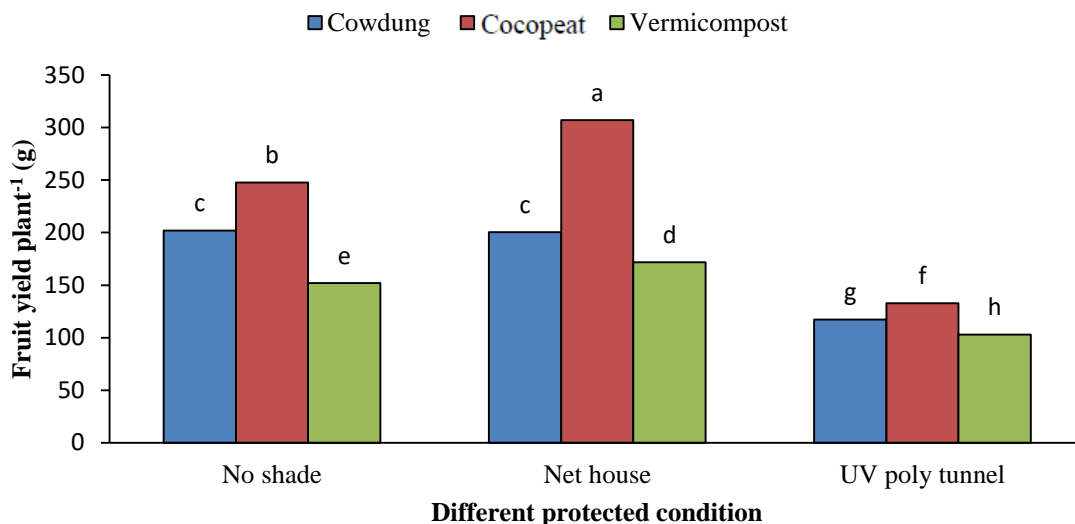 Cowdung Cocopeat Vermicompost
350
300
250
200
150
100
50
0
Fruit yield plant⁻¹ (g)
c b e c a d g f h
No shade Net house UV poly tunnel
Different protected condition